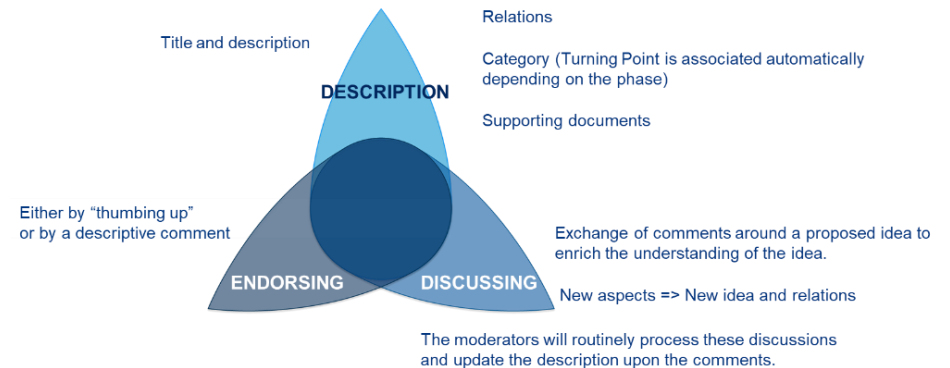 Title and description
Relations
Category (Turning Point is associated automatically
depending on the phase)
Supporting documents
DESCRIPTION
Either by “thumbing up”
or by a descriptive comment
ENDORSING
DISCUSSING
Exchange of comments around a proposed idea to
enrich the understanding of the idea.
New aspects => New idea and relations
The moderators will routinely process these discussions
and update the description upon the comments.